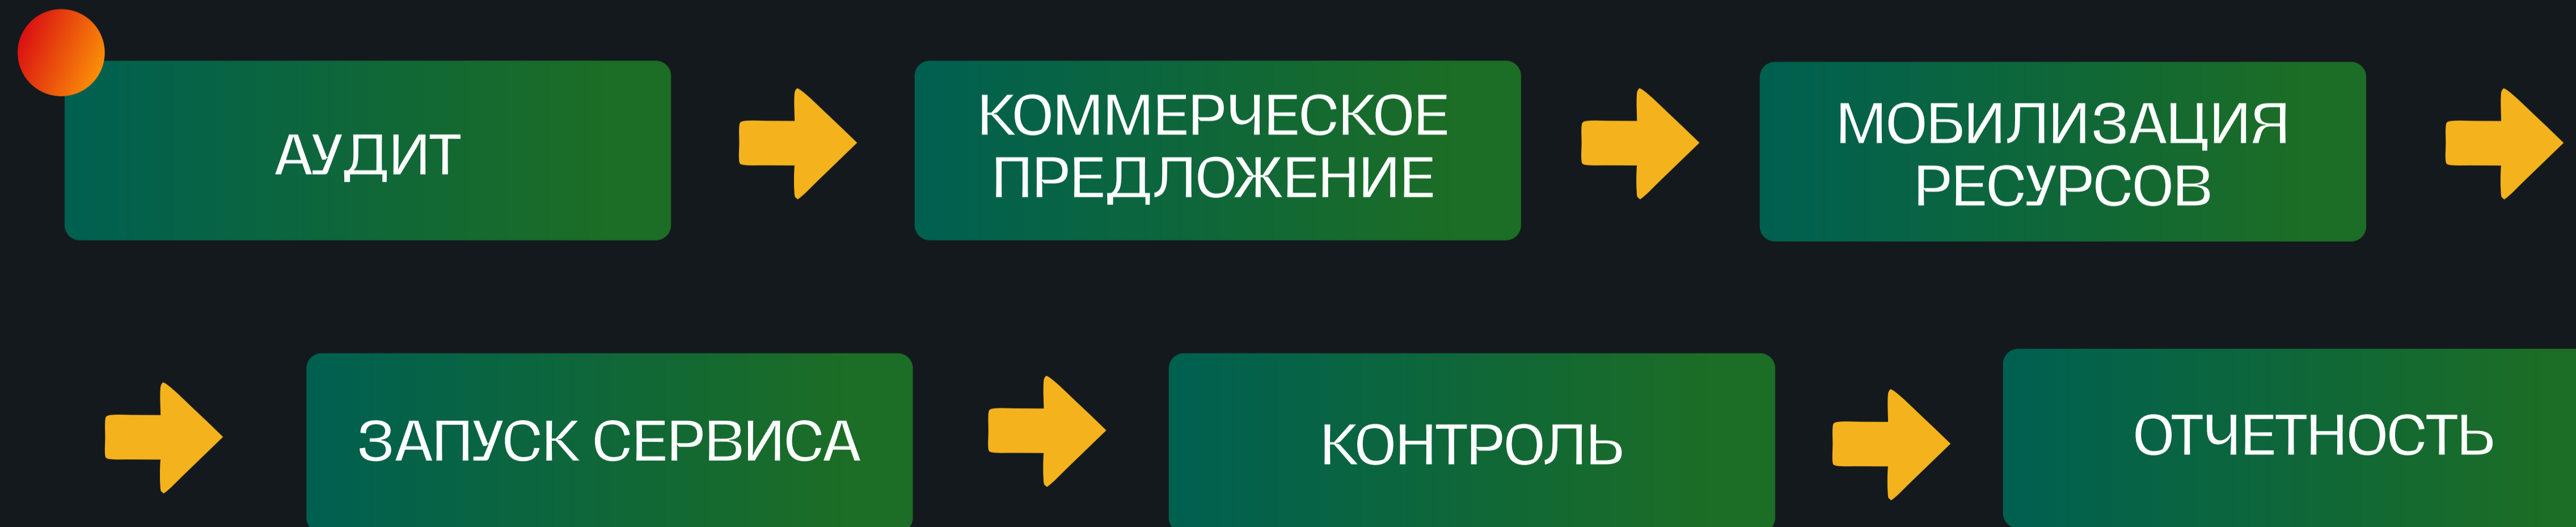 АУДИТ
КОММЕРЧЕСКОЕ
ПРЕДЛОЖЕНИЕ
МОБИЛИЗАЦИЯ
РЕСУРСОВ
ЗАПУСК СЕРВИСА
КОНТРОЛЬ
ОТЧЕТНОСТЬ